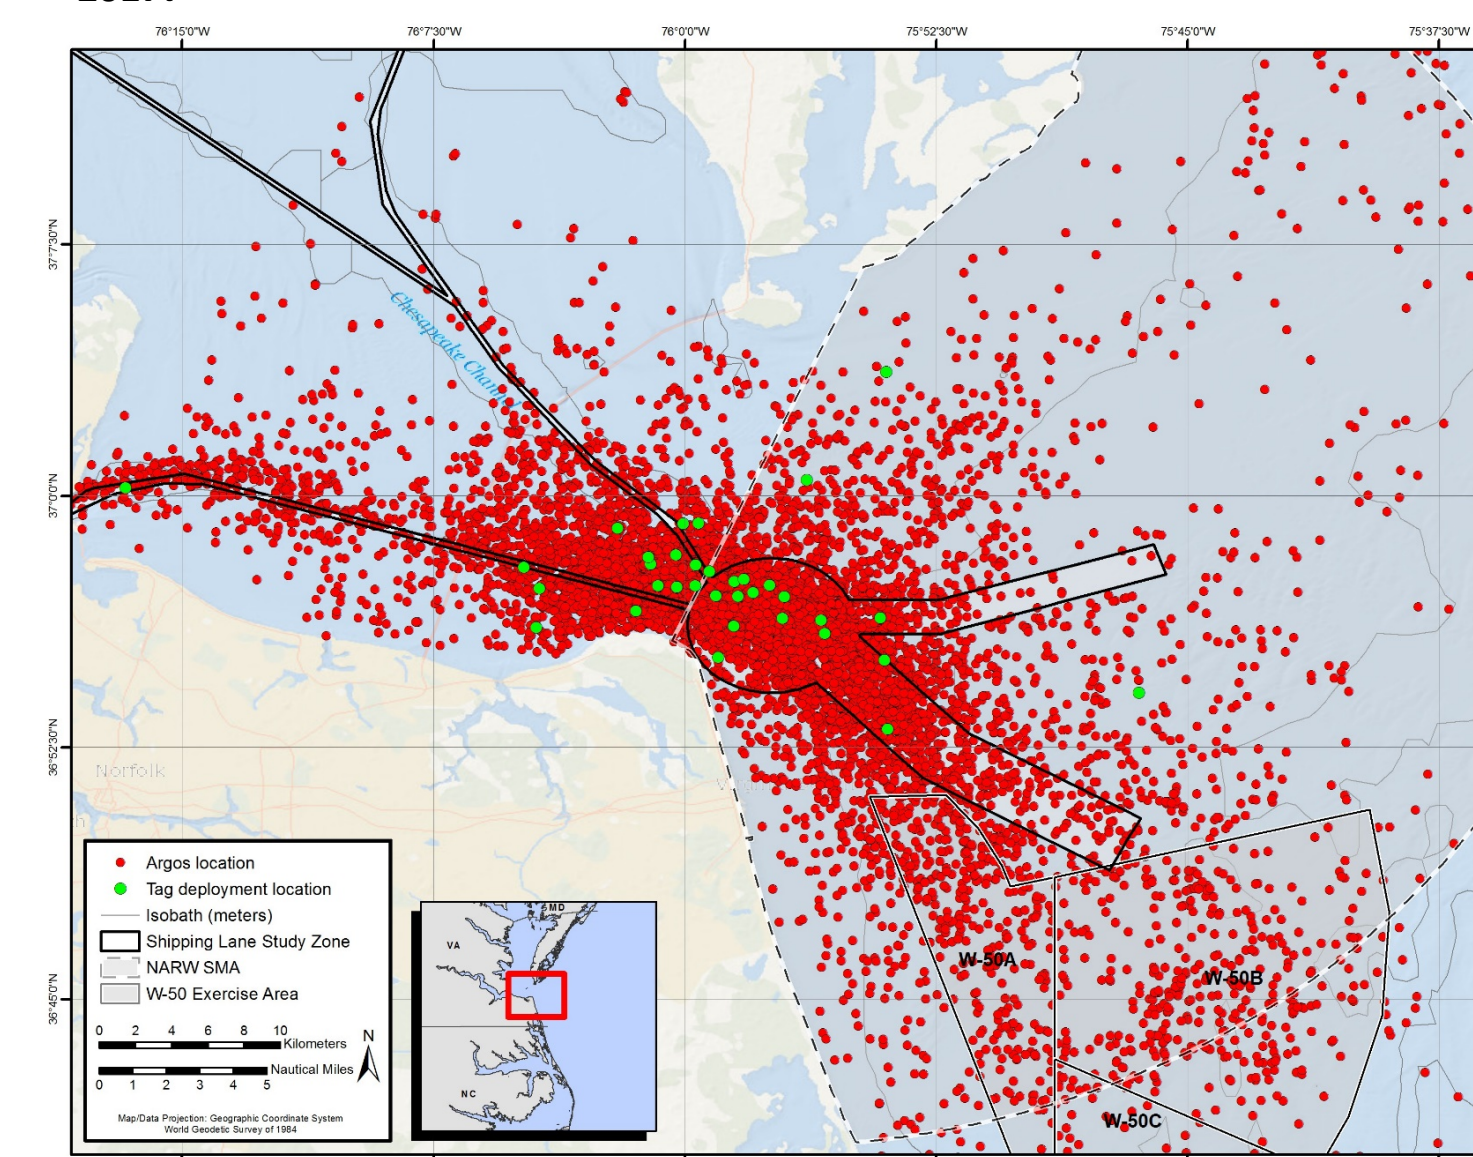 76°15'0"W 76°7'30"W 76°0'0"W 75°52'30"W 75°45'0"W 75°37'30"W
37°7'30"N
Chesapeake Channel
37°0'0"N
36°52'30"N
Norfolk
36°45'0"N
W-50A
W-50B
W-50C
Argos location
Tag deployment location
Isobath (meters)
Shipping Lane Study Zone
NARW SMA
W-50 Exercise Area
0 2 4 6 8 10
Kilometers
N
Nautical Miles
0 1 2 3 4 5
Map/Data Projection: Geographic Coordinate System
World Geodetic Survey of 1984
MD
VA
NC